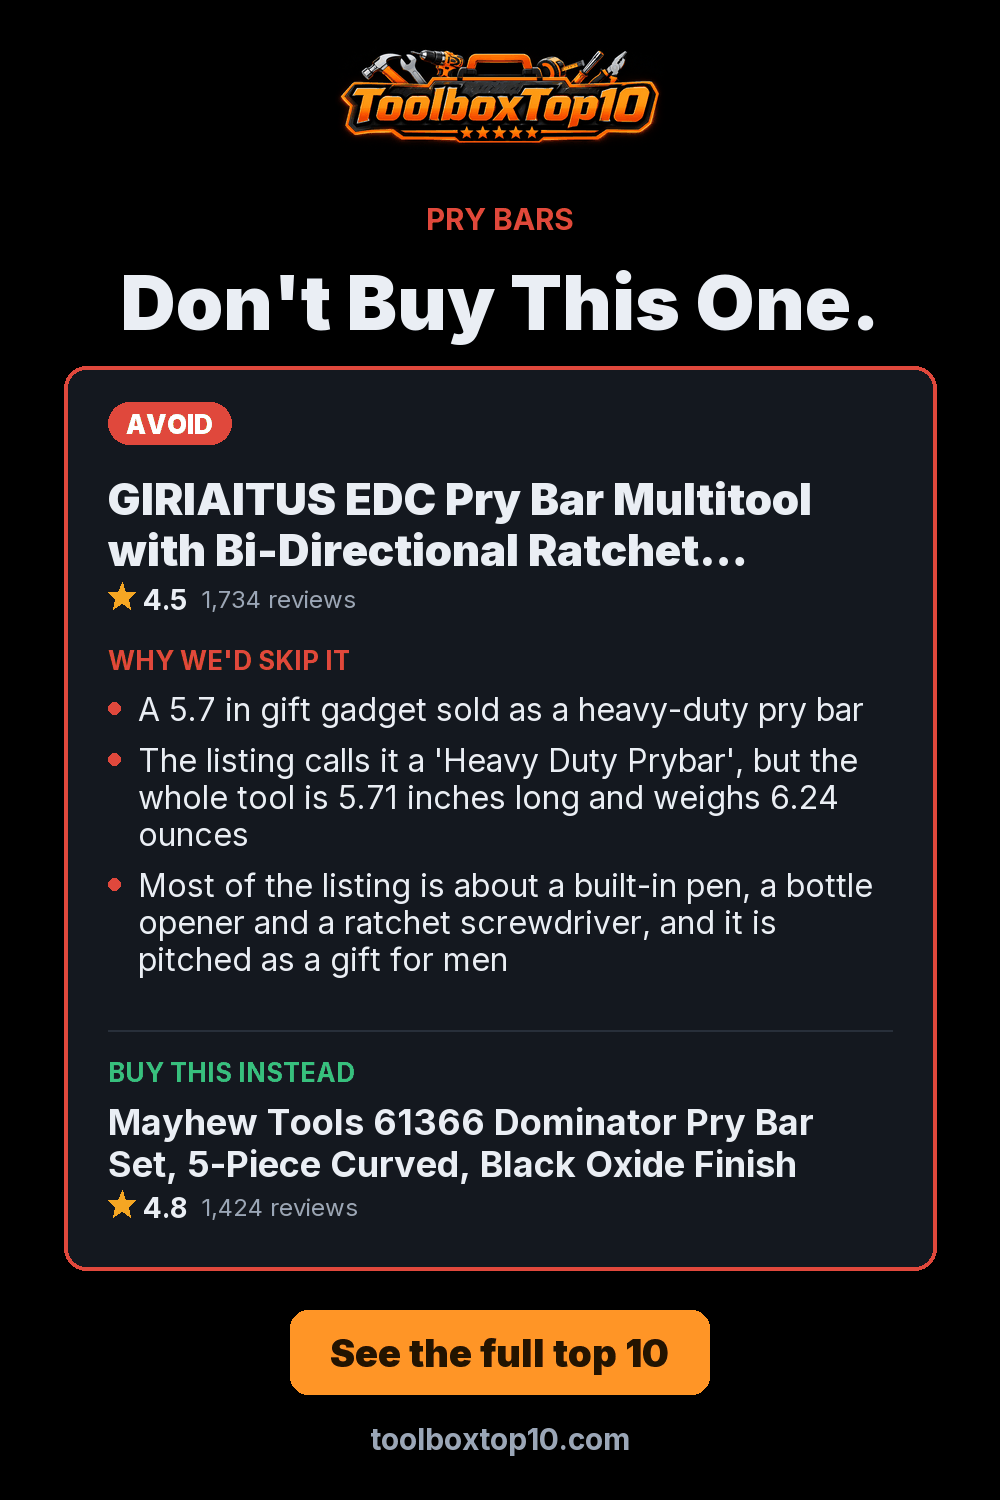 ToolboxTop10
PRY BARS
Don't Buy This One.
AVOID
GIRIAITUS EDC Pry Bar Multitool
with Bi-Directional Ratchet...
4.5 1,734 reviews
WHY WE'D SKIP IT
A 5.7 in gift gadget sold as a heavy-duty pry bar
The listing calls it a 'Heavy Duty Prybar', but the
whole tool is 5.71 inches long and weighs 6.24
ounces
Most of the listing is about a built-in pen, a bottle
opener and a ratchet screwdriver, and it is
pitched as a gift for men
BUY THIS INSTEAD
Mayhew Tools 61366 Dominator Pry Bar
Set, 5-Piece Curved, Black Oxide Finish
4.8 1,424 reviews
See the full top 10
toolboxtop10.com